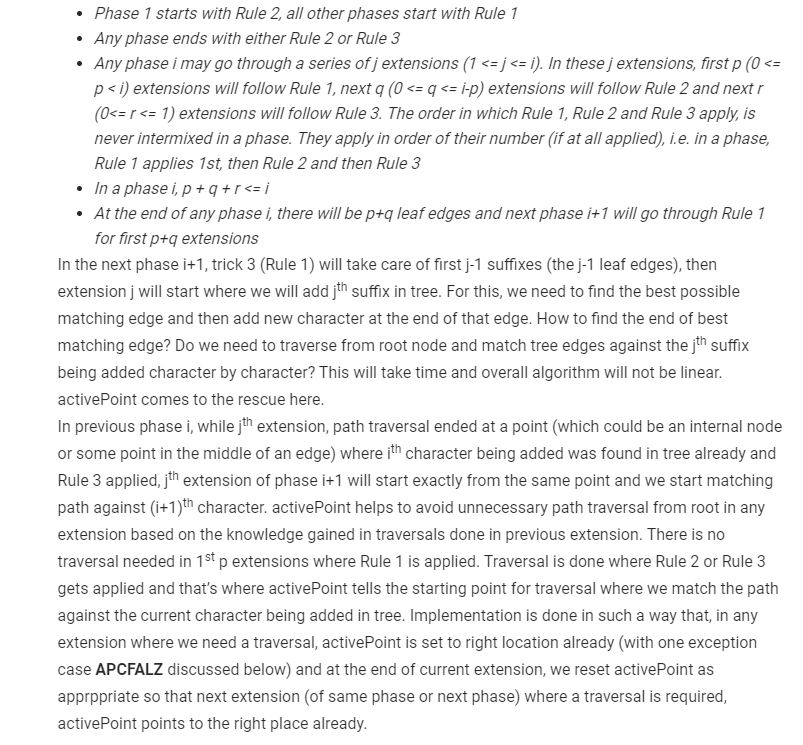 • Phase 1 starts with Rule 2, all other phases start with Rule 1
• Any phase ends with either Rule 2 or Rule 3
• Any phase i may go through a series of j extensions (1 <= j <= i). In these j extensions, first p (0 <=
p < i) extensions will follow Rule 1, next q (0 <= q <= i-p) extensions will follow Rule 2 and next r
(0<= r <= 1) extensions will follow Rule 3. The order in which Rule 1, Rule 2 and Rule 3 apply, is
never intermixed in a phase. They apply in order of their number (if at all applied), i.e. in a phase,
Rule 1 applies 1st, then Rule 2 and then Rule 3
• In a phase i, p + q + r <= i
• At the end of any phase i, there will be p+q leaf edges and next phase i+1 will go through Rule 1
for first p+q extensions
In the next phase i+1, trick 3 (Rule 1) will take care of first j-1 suffixes (the j-1 leaf edges), then
extension j will start where we will add jth suffix in tree. For this, we need to find the best possible
matching edge and then add new character at the end of that edge. How to find the end of best
matching edge? Do we need to traverse from root node and match tree edges against the jth suffix
being added character by character? This will take time and overall algorithm will not be linear.
activePoint comes to the rescue here.
In previous phase i, while jth extension, path traversal ended at a point (which could be an internal node
or some point in the middle of an edge) where ith character being added was found in tree already and
Rule 3 applied, jth extension of phase i+1 will start exactly from the same point and we start matching
path against (i+1)th character. activePoint helps to avoid unnecessary path traversal from root in any
extension based on the knowledge gained in traversals done in previous extension. There is no
traversal needed in 1st p extensions where Rule 1 is applied. Traversal is done where Rule 2 or Rule 3
gets applied and that's where activePoint tells the starting point for traversal where we match the path
against the current character being added in tree. Implementation is done in such a way that, in any
extension where we need a traversal, activePoint is set to right location already (with one exception
case APCFALZ discussed below) and at the end of current extension, we reset activePoint as
apprppriate so that next extension (of same phase or next phase) where a traversal is required,
activePoint points to the right place already.